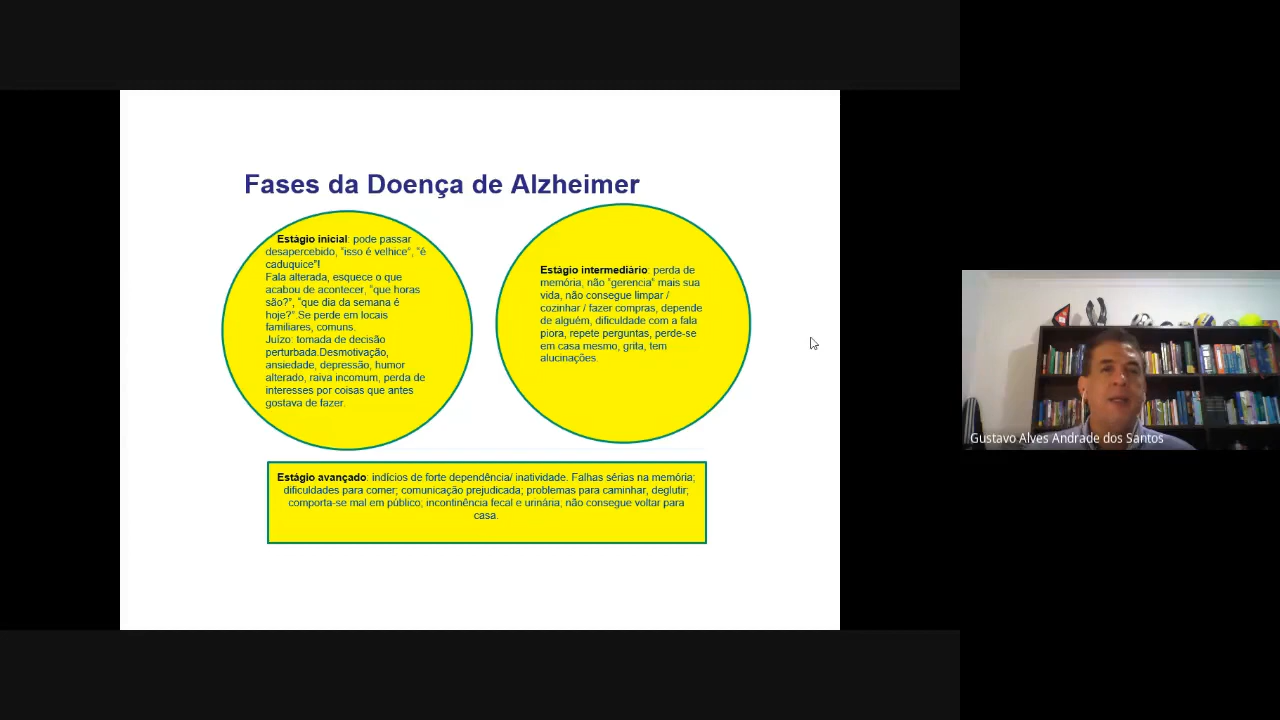 Fases da Doença de Alzheimer
Estágio inicial: pode passar
desapercebido, "isso é velhice", "é
caduquice"!
Fala alterada, esquece o que
acabou de acontecer, "que horas
são?", "que dia da semana é
hoje?".Se perde em locais
familiares, comuns.
Juízo: tomada de decisão
perturbada.Desmotivação,
ansiedade, depressão, humor
alterado, raiva incomum, perda de
interesses por coisas que antes
gostava de fazer.
Estágio intermediário: perda de
memória, não "gerencia" mais sua
vida, não consegue limpar /
cozinhar / fazer compras, depende
de alguém, dificuldade com a fala
piora, repete perguntas, perde-se
em casa mesmo, grita, tem
alucinações.
Estágio avançado: indícios de forte dependência/ inatividade. Falhas sérias na memória;
dificuldades para comer; comunicação prejudicada; problemas para caminhar, deglutir;
comporta-se mal em público; incontinência fecal e urinária; não consegue voltar para
casa.
Gustavo Alves Andrade dos Santos